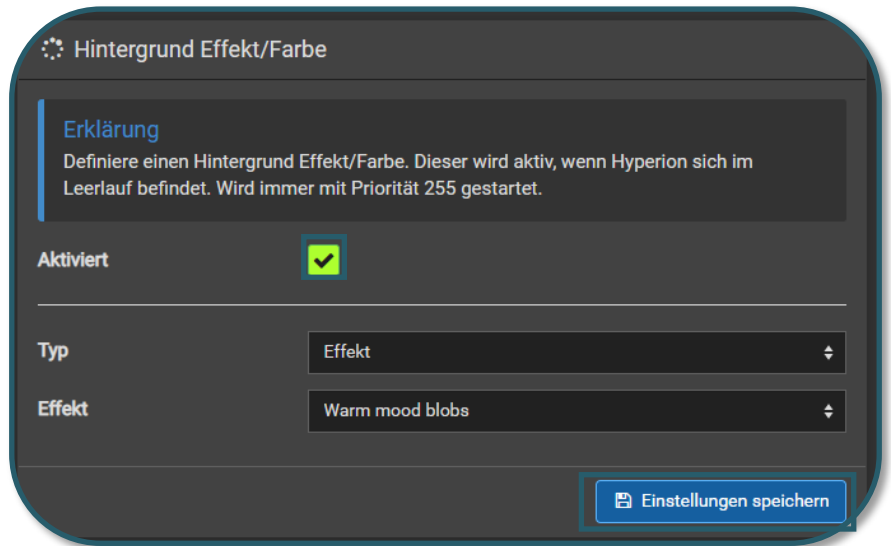 Hintergrund Effekt/Farbe
Erklärung
Definiere einen Hintergrund Effekt/Farbe. Dieser wird aktiv, wenn Hyperion sich im
Leerlauf befindet. Wird immer mit Priorität 255 gestartet.
Aktiviert
Typ
Effekt
Effekt
Warm mood blobs
Einstellungen speichern